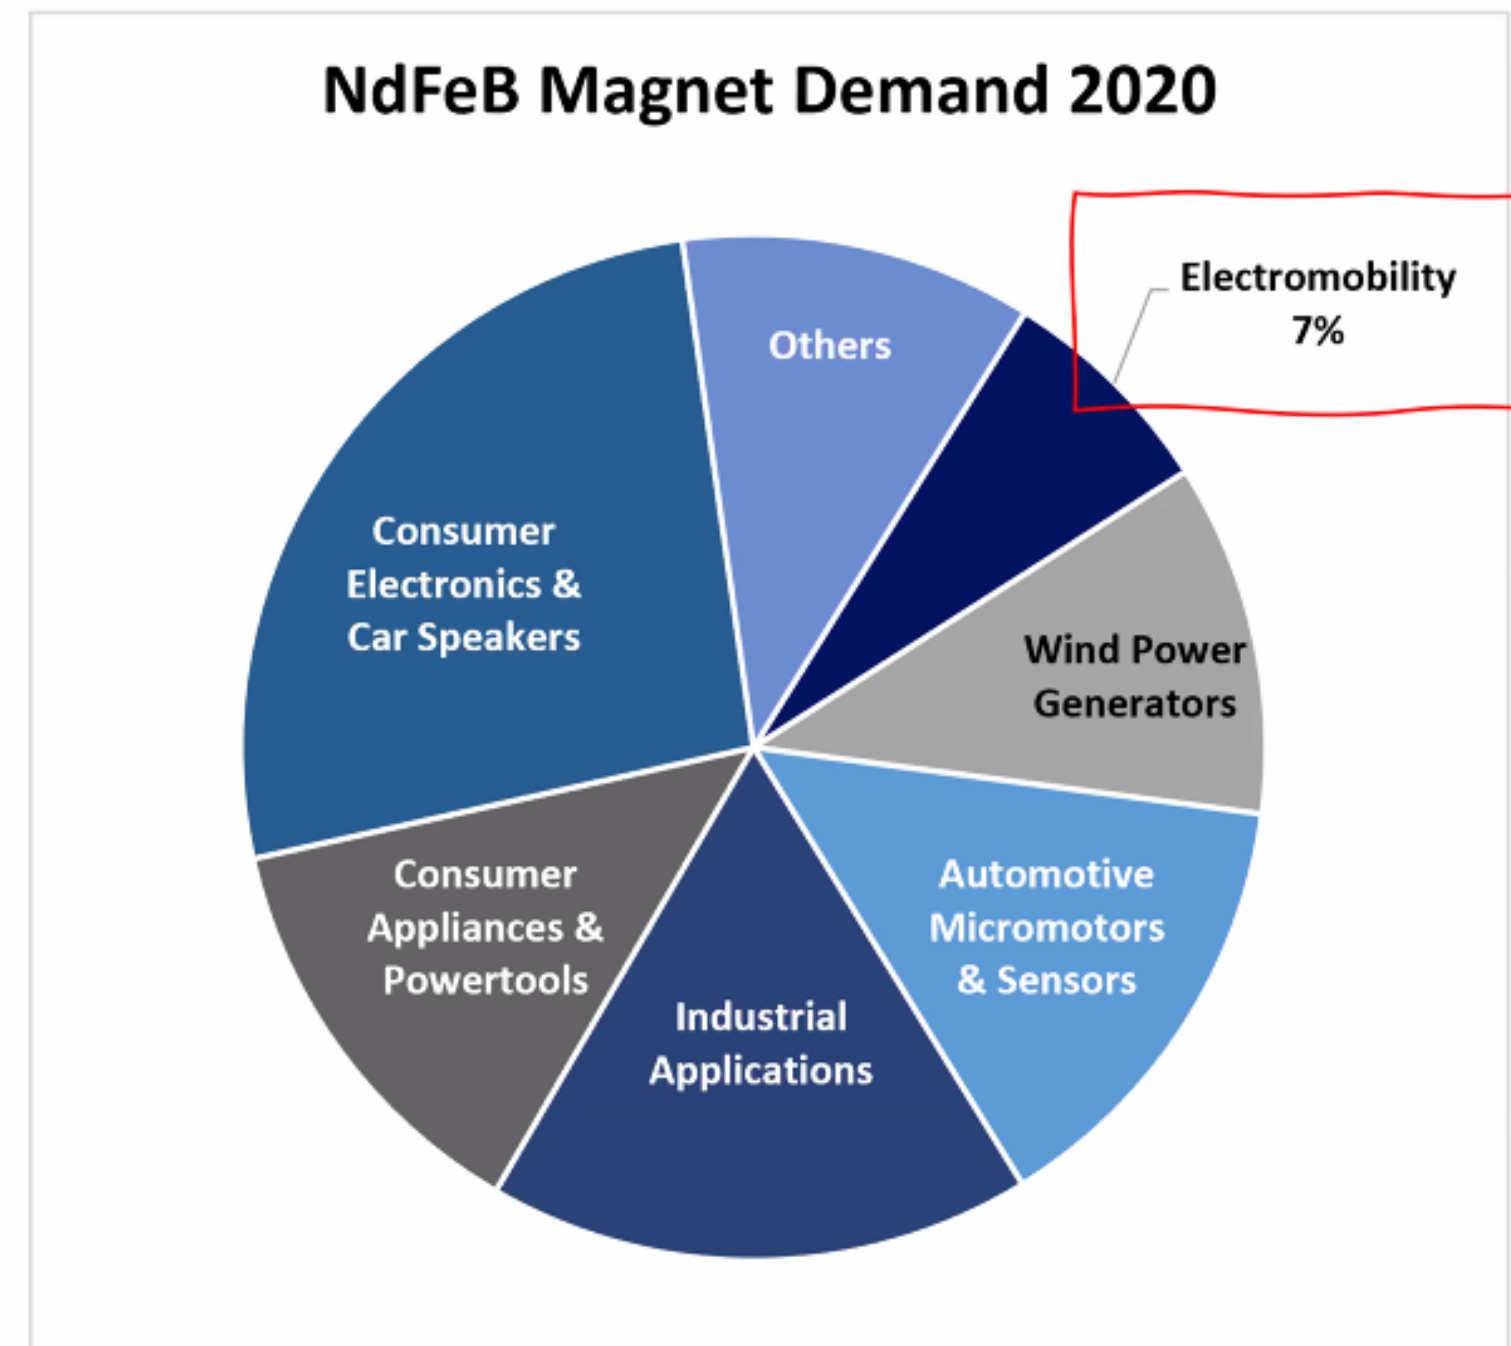 NdFeB Magnet Demand 2020
Electromobility
7%
Others
Consumer
Electronics &
Car Speakers
Wind Power
Generators
Consumer
Appliances &
Powertools
Automotive
Micromotors
& Sensors
Industrial
Applications